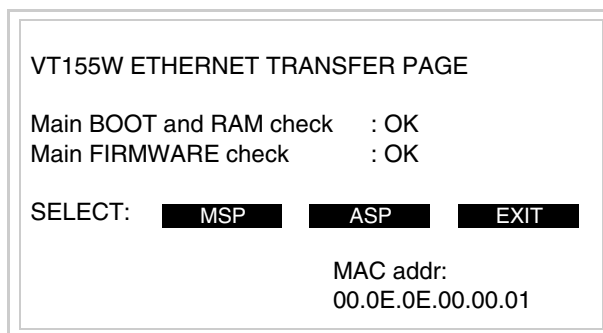 VT155W ETHERNET TRANSFER PAGE
Main BOOT and RAM check : OK
Main FIRMWARE check : OK
SELECT: MSP ASP EXIT
MAC addr:
00.0E.0E.00.00.01